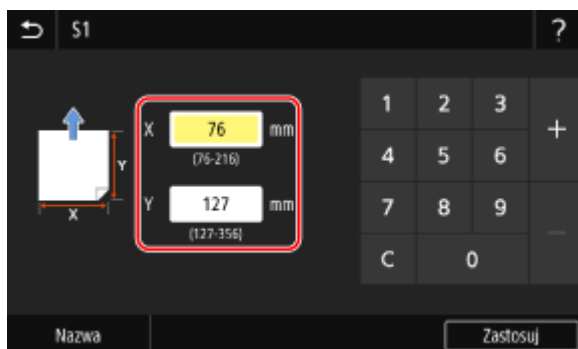 S1 ?
1 2 3 +
X 76 mm
(76-216)
Y
4 5 6
Y 127 mm
7 8 9 -
X
(127-356)
C 0
Nazwa Zastosuj